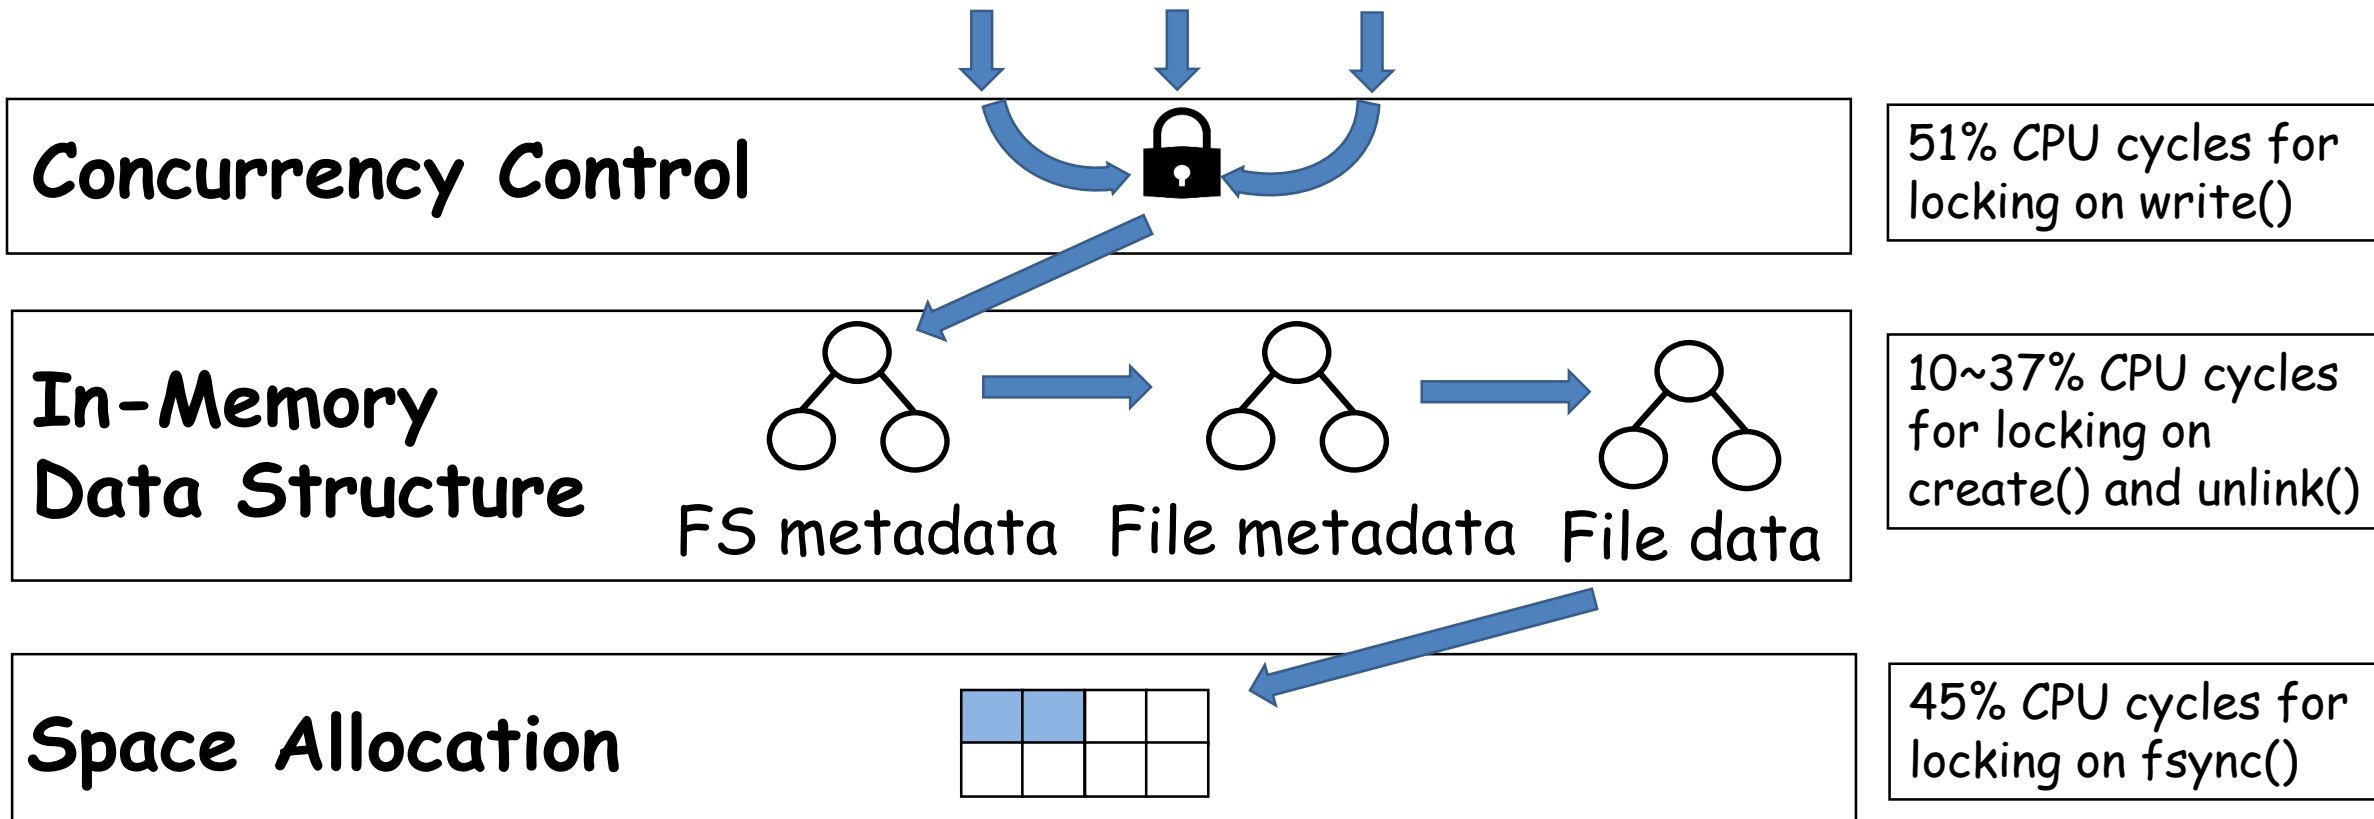 Concurrency Control
51% CPU cycles for
locking on write()
In-Memory
Data Structure
FS metadata
File metadata
File data
10~37% CPU cycles
for locking on
create() and unlink()
Space Allocation
45% CPU cycles for
locking on fsync()